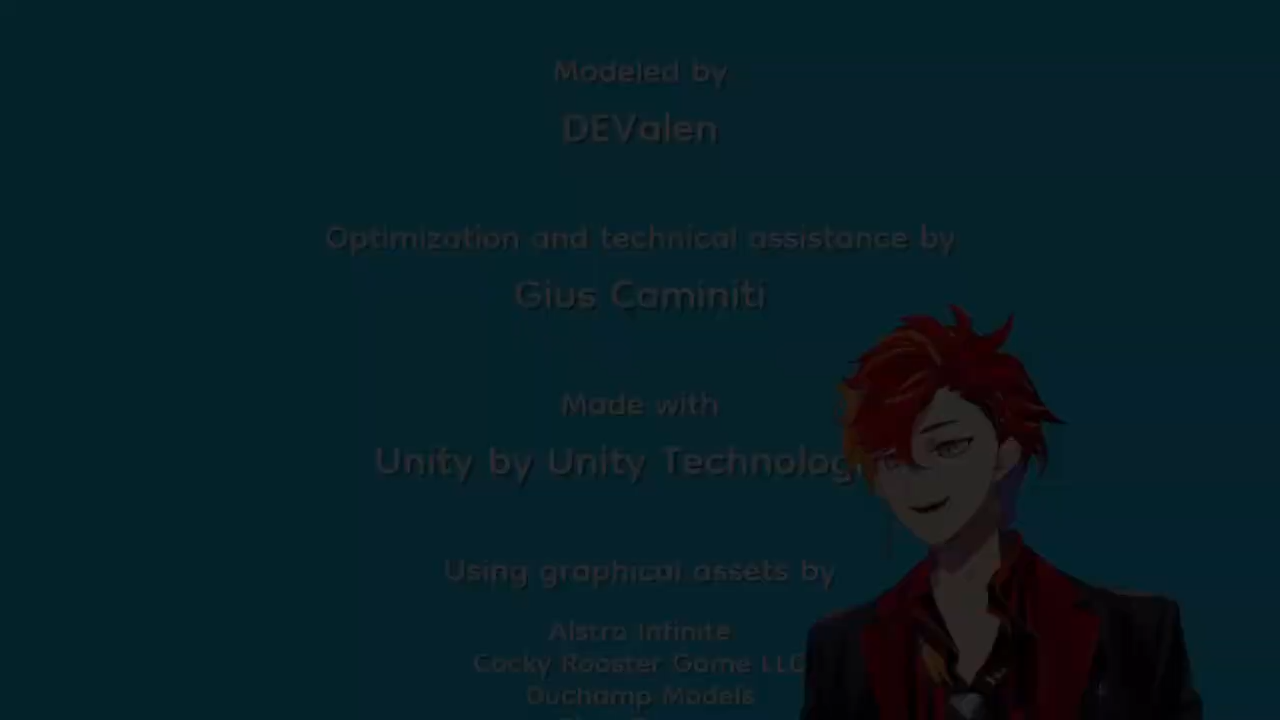 Modeled by
DEValen
Optimization and technical assistance by
Gius Caminiti
Made with
Unity by Unity Technologi
Using graphical assets by
Alstra Infinite
Cocky Rooster Game LLC
Duchamp Models